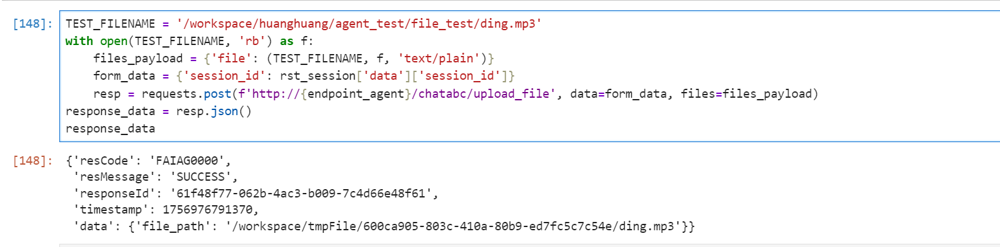 [148]: TEST_FILENAME = '/workspace/huanghuang/agent_test/file_test/ding.mp3'
with open(TEST_FILENAME, 'rb') as f:
    files_payload = {'file': (TEST_FILENAME, f, 'text/plain')}
    form_data = {'session_id': rst_session['data']['session_id']}
    resp = requests.post(f'http://{endpoint_agent}/chatabc/upload_file', data=form_data, files=files_payload)
response_data = resp.json()
response_data
[148]: {'resCode': 'FAIAG0000',
 'resMessage': 'SUCCESS',
 'responseId': '61f48f77-062b-4ac3-b009-7c4d66e48f61',
 'timestamp': 1756976791370,
 'data': {'file_path': '/workspace/tmpFile/600ca905-803c-410a-80b9-ed7fc5c7c54e/ding.mp3'}}